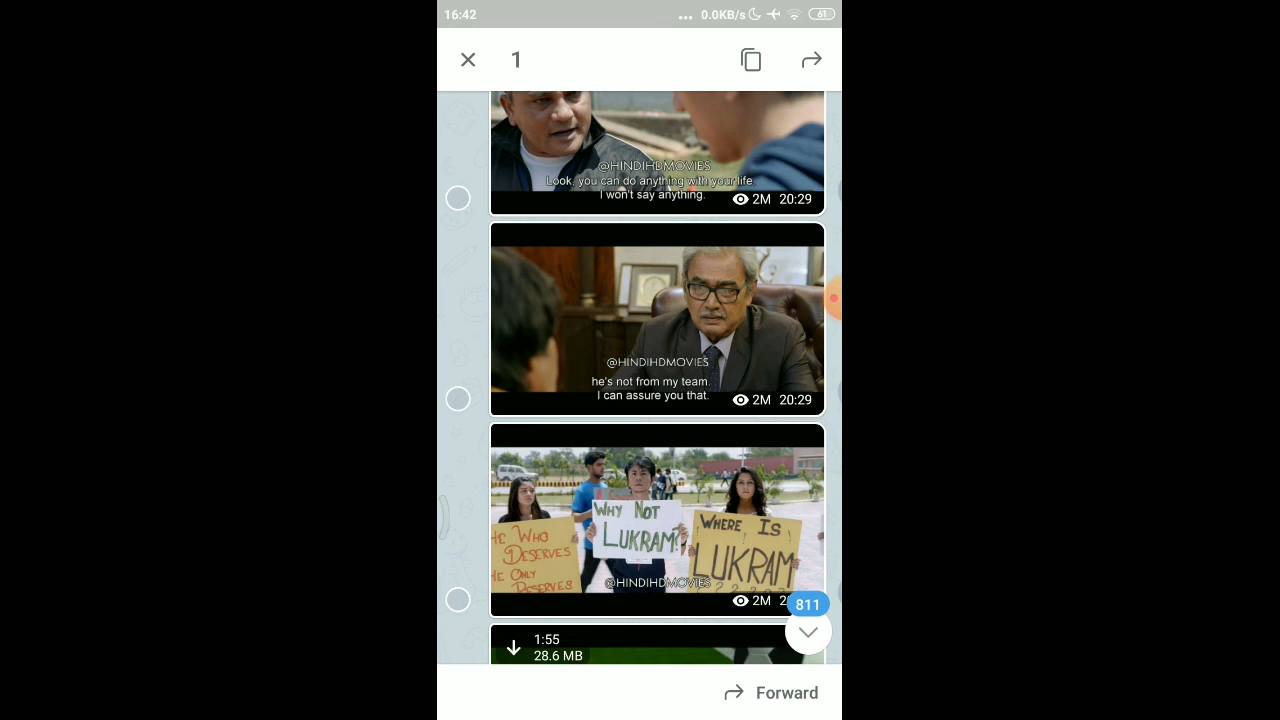 16:42
... 0.0KB/s 61
1
@HINDIHDMOVIES
Look, you can do anything with your life
I won't say anything.
2M 20:29
@HINDIHDMOVIES
he's not from my team.
I can assure you that.
2M 20:29
HE WHO
DESERVES
HE ONLY
DESERVES
WHY NOT
LUKRAM?
WHERE IS
LUKRAM
????
@HINDIHDMOVIES
2M
811
1:55
28.6 MB
Forward